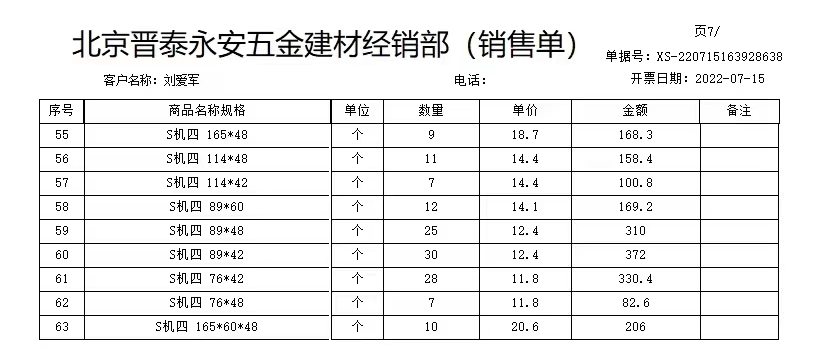 北京晋泰永安五金建材经销部（销售单）
页7/
单据号：XS-220715163928638
客户名称：刘爱军 电话： 开票日期：2022-07-15
序号 商品名称规格 单位 数量 单价 金额 备注
55 S机四 165*48 个 9 18.7 168.3
56 S机四 114*48 个 11 14.4 158.4
57 S机四 114*42 个 7 14.4 100.8
58 S机四 89*60 个 12 14.1 169.2
59 S机四 89*48 个 25 12.4 310
60 S机四 89*42 个 30 12.4 372
61 S机四 76*42 个 28 11.8 330.4
62 S机四 76*48 个 7 11.8 82.6
63 S机四 165*60*48 个 10 20.6 206